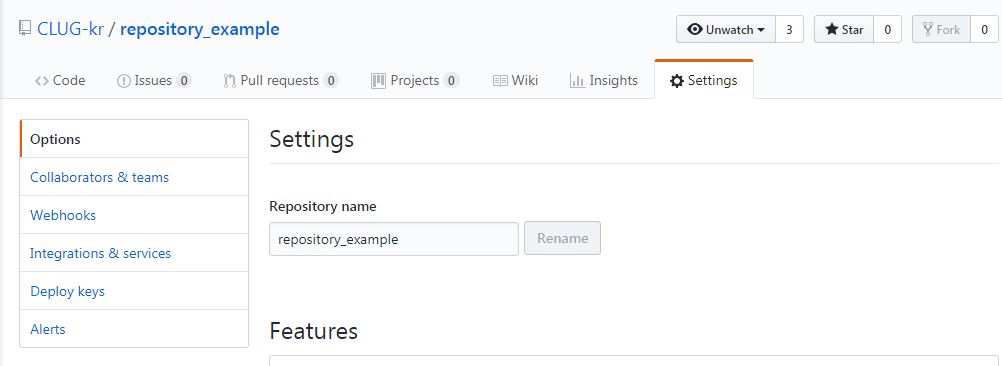 CLUG-kr / repository_example
Unwatch 3 Star 0 Fork 0
Code Issues 0 Pull requests 0 Projects 0 Wiki Insights Settings
Options
Collaborators & teams
Webhooks
Integrations & services
Deploy keys
Alerts
Settings
Repository name
repository_example Rename
Features